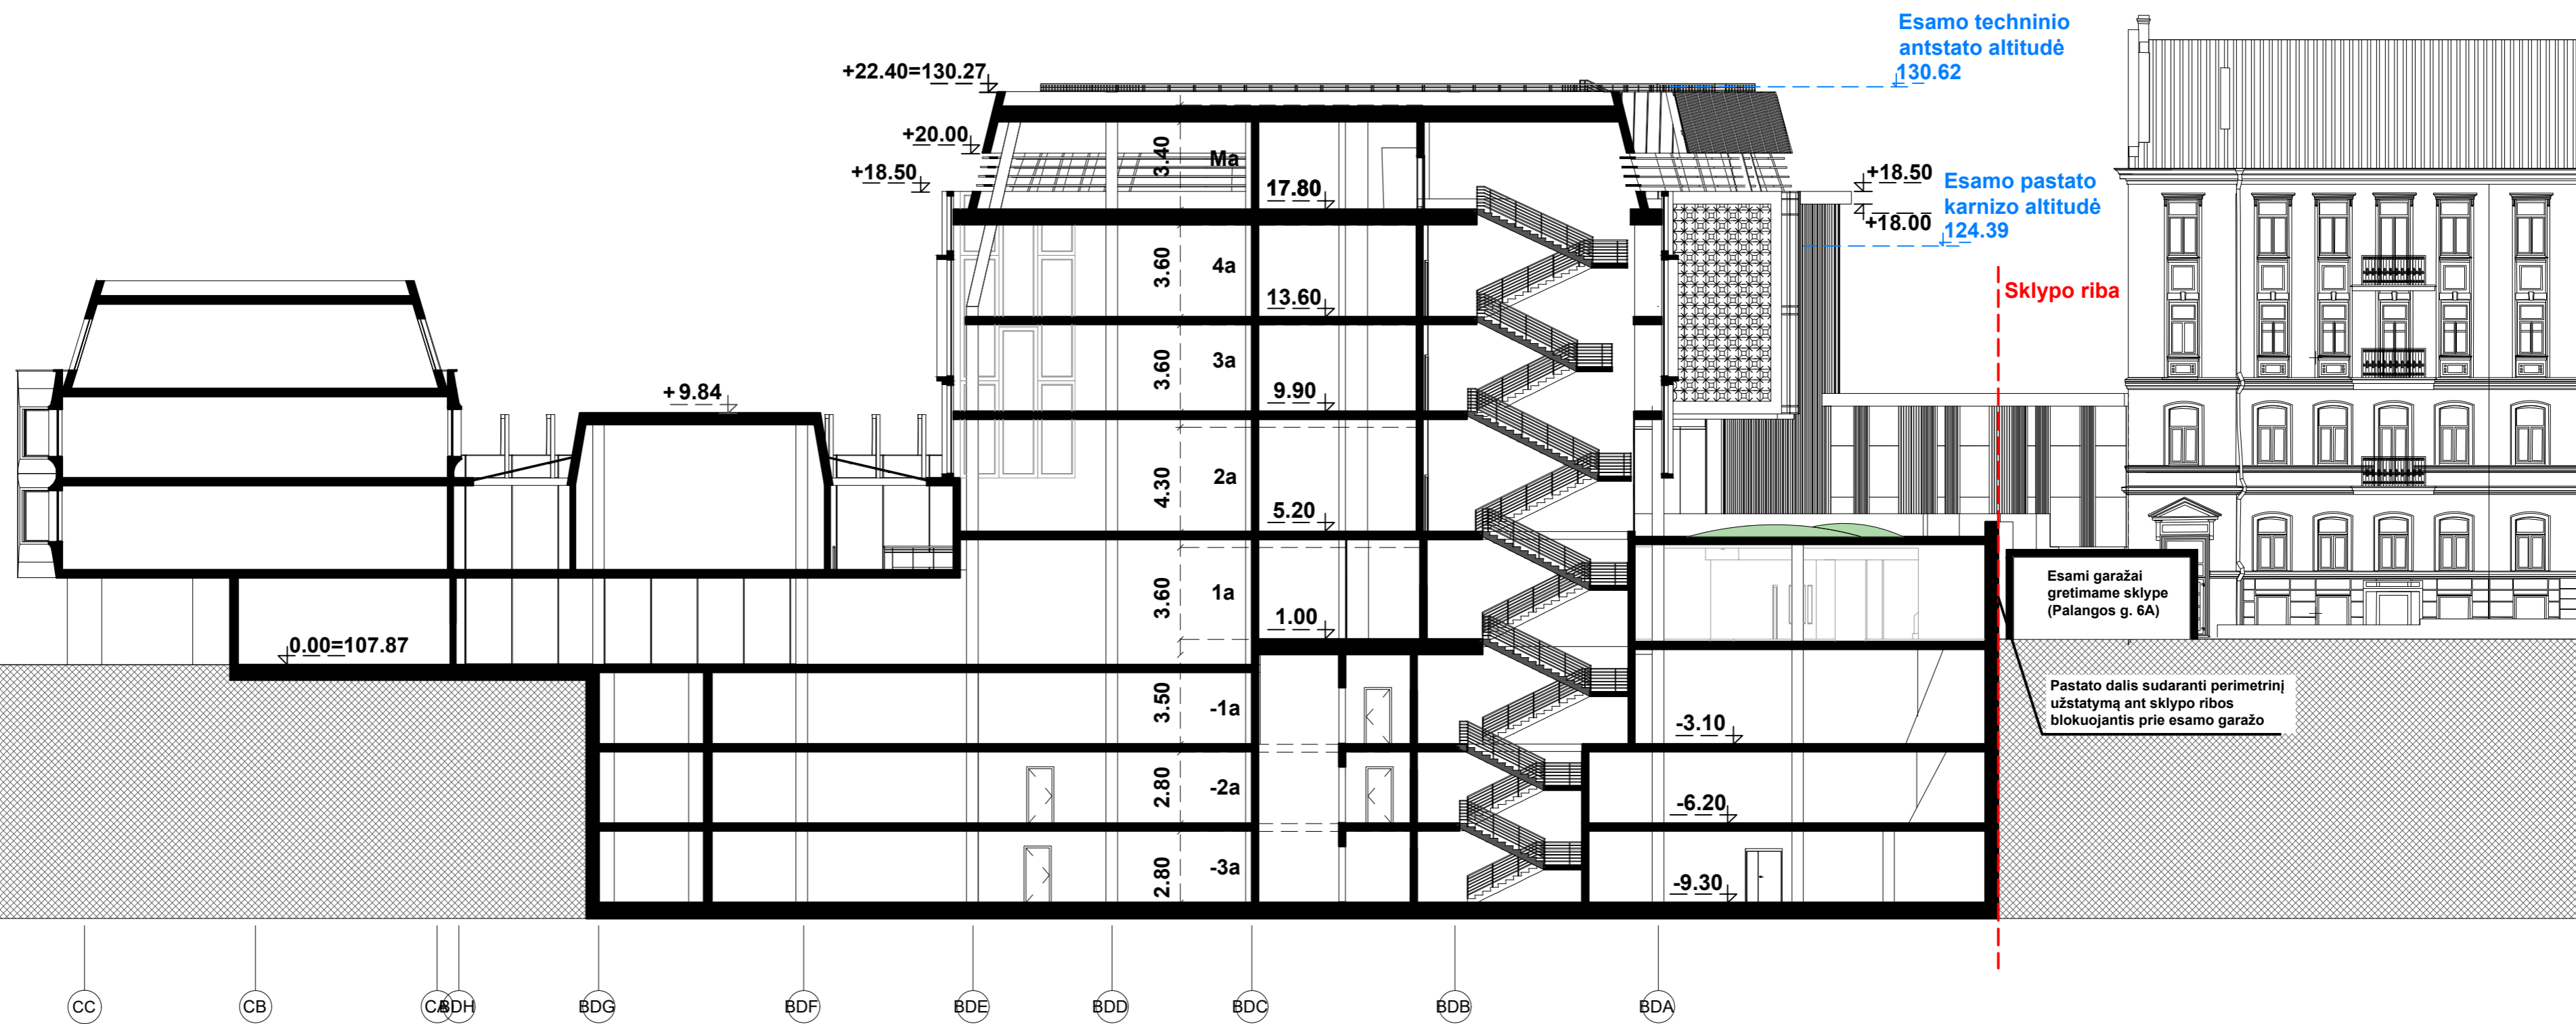 Esamo techninio
antstato altitudė
130.62
+22.40=130.27
+20.00
+18.50
3.40
Ma
17.80
+18.50
+18.00
Esamo pastato
karnizo altitudė
124.39
3.60
4a
13.60
Sklypo riba
3.60
3a
9.90
+9.84
4.30
2a
5.20
3.60
1a
1.00
Esami garažai
gretimame sklype
(Palangos g. 6A)
0.00=107.87
3.50
-1a
-3.10
Pastato dalis sudaranti perimetrinį
užstatymą ant sklypo ribos
blokuojantis prie esamo garažo
2.80
-2a
-6.20
2.80
-3a
-9.30
CC
CB
CA
BDH
BDG
BDF
BDE
BDD
BDC
BDB
BDA